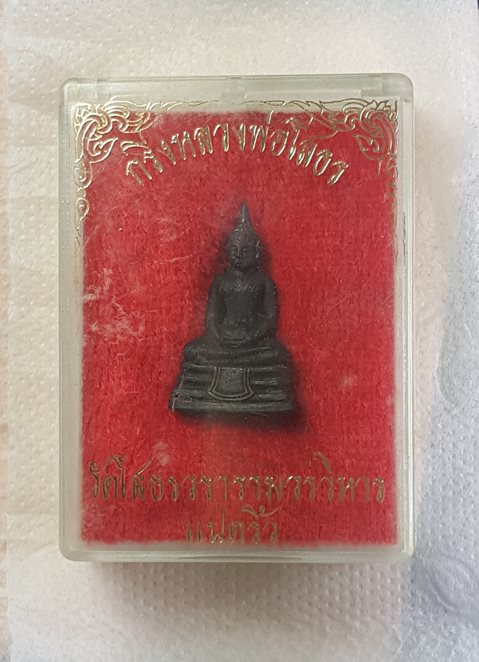 กริ่งหลวงพ่อโสธร
วัดโสธรวรารามวรวิหาร
แปดริ้ว